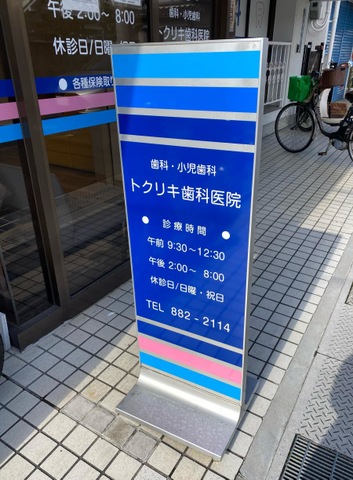 午後 2:00～ 8:00
休診日/日曜・祝日
● 各種保険取
歯科・小児歯科
トクリキ歯科医院
歯科・小児歯科
トクリキ歯科医院
● 診療時間 ●
午前 9:30～12:30
午後 2:00～ 8:00
休診日/日曜・祝日
TEL 882-2114